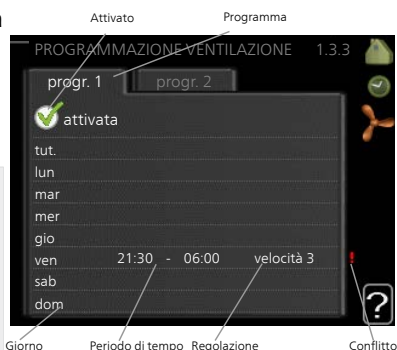 Attivato Programma
PROGRAMMAZIONE VENTILAZIONE 1.3.3
progr. 1 progr. 2
attivata
tut.
lun
mar
mer
gio
ven 21:30 - 06:00 velocità 3 !
sab
dom
?
Giorno Periodo di tempo Regolazione Conflitto